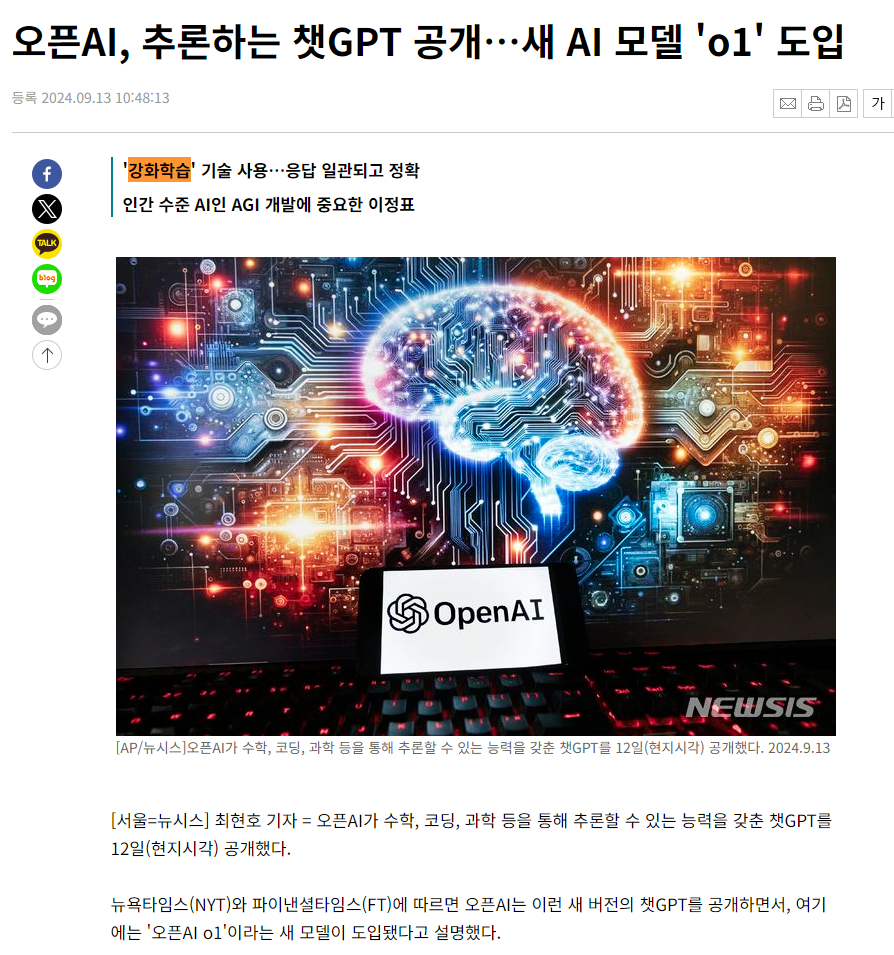 오픈AI, 추론하는 챗GPT 공개…새 AI 모델 'o1' 도입
등록 2024.09.13 10:48:13
가
'강화학습' 기술 사용…응답 일관되고 정확
인간 수준 AI인 AGI 개발에 중요한 이정표
f
X
TALK
blog
OpenAI
NEWSIS
[AP/뉴시스]오픈AI가 수학, 코딩, 과학 등을 통해 추론할 수 있는 능력을 갖춘 챗GPT를 12일(현지시각) 공개했다. 2024.9.13
[서울=뉴시스] 최현호 기자 = 오픈AI가 수학, 코딩, 과학 등을 통해 추론할 수 있는 능력을 갖춘 챗GPT를
12일(현지시각) 공개했다.
뉴욕타임스(NYT)와 파이낸셜타임스(FT)에 따르면 오픈AI는 이런 새 버전의 챗GPT를 공개하면서, 여기
에는 '오픈AI o1'이라는 새 모델이 도입됐다고 설명했다.